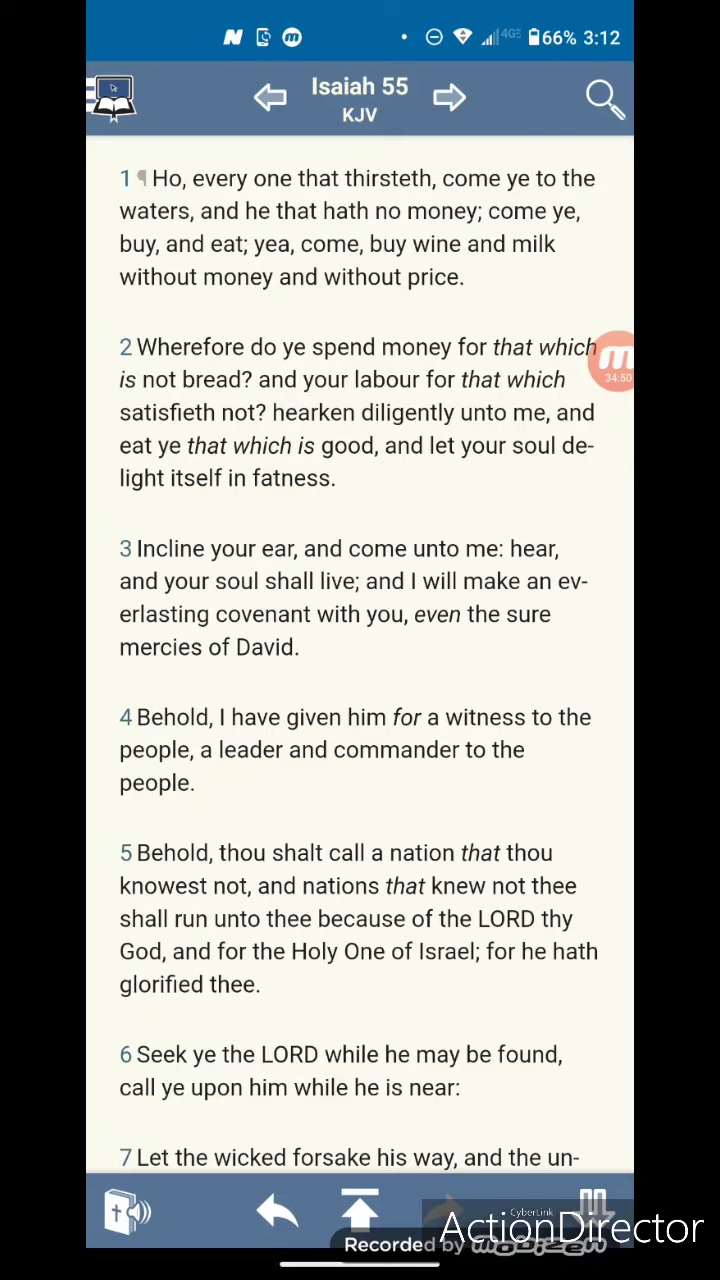 66% 3:12
Isaiah 55
KJV
1 ¶ Ho, every one that thirsteth, come ye to the
waters, and he that hath no money; come ye,
buy, and eat; yea, come, buy wine and milk
without money and without price.
2 Wherefore do ye spend money for that which
is not bread? and your labour for that which
satisfieth not? hearken diligently unto me, and
eat ye that which is good, and let your soul de-
light itself in fatness.
34:50
3 Incline your ear, and come unto me: hear,
and your soul shall live; and I will make an ev-
erlasting covenant with you, even the sure
mercies of David.
4 Behold, I have given him for a witness to the
people, a leader and commander to the
people.
5 Behold, thou shalt call a nation that thou
knowest not, and nations that knew not thee
shall run unto thee because of the LORD thy
God, and for the Holy One of Israel; for he hath
glorified thee.
6 Seek ye the LORD while he may be found,
call ye upon him while he is near:
7 Let the wicked forsake his way, and the un-
CyberLink
ActionDirector
Recorded by
mobizen